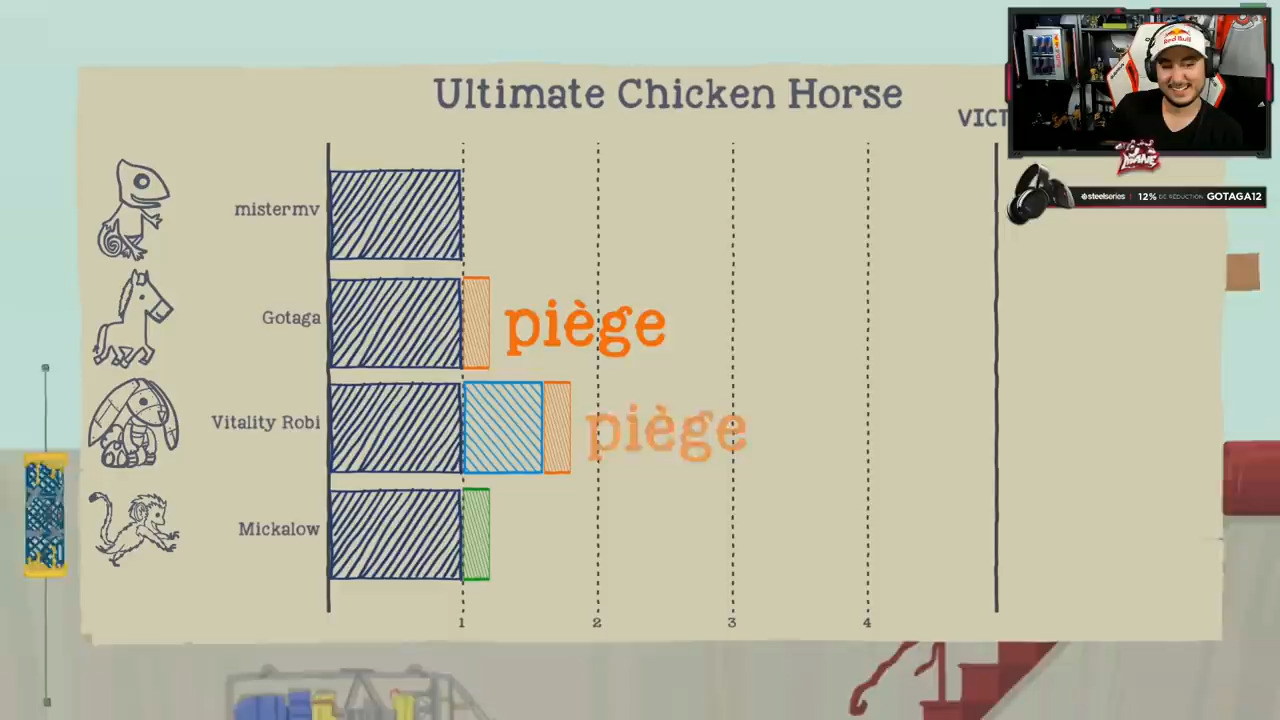 Ultimate Chicken Horse
VICT
Red Bull
MANE
steelseries | 12% DE RÉDUCTION GOTAGA12
mistermv
Gotaga
piège
Vitality Robi
piège
Mickalow
1 2 3 4